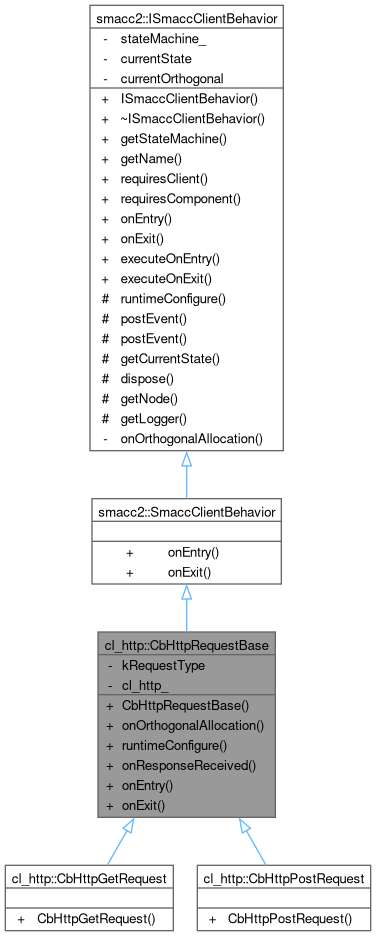 smacc2::ISmaccClientBehavior
- stateMachine_
- currentState
- currentOrthogonal
+ ISmaccClientBehavior()
+ ~ISmaccClientBehavior()
+ getStateMachine()
+ getName()
+ requiresClient()
+ requiresComponent()
+ onEntry()
+ onExit()
+ executeOnEntry()
+ executeOnExit()
# runtimeConfigure()
# postEvent()
# postEvent()
# getCurrentState()
# dispose()
# getNode()
# getLogger()
- onOrthogonalAllocation()
smacc2::SmaccClientBehavior
+ onEntry()
+ onExit()
cl_http::CbHttpRequestBase
- kRequestType
- cl_http_
+ CbHttpRequestBase()
+ onOrthogonalAllocation()
+ runtimeConfigure()
+ onResponseReceived()
+ onEntry()
+ onExit()
cl_http::CbHttpGetRequest
+ CbHttpGetRequest()
cl_http::CbHttpPostRequest
+ CbHttpPostRequest()